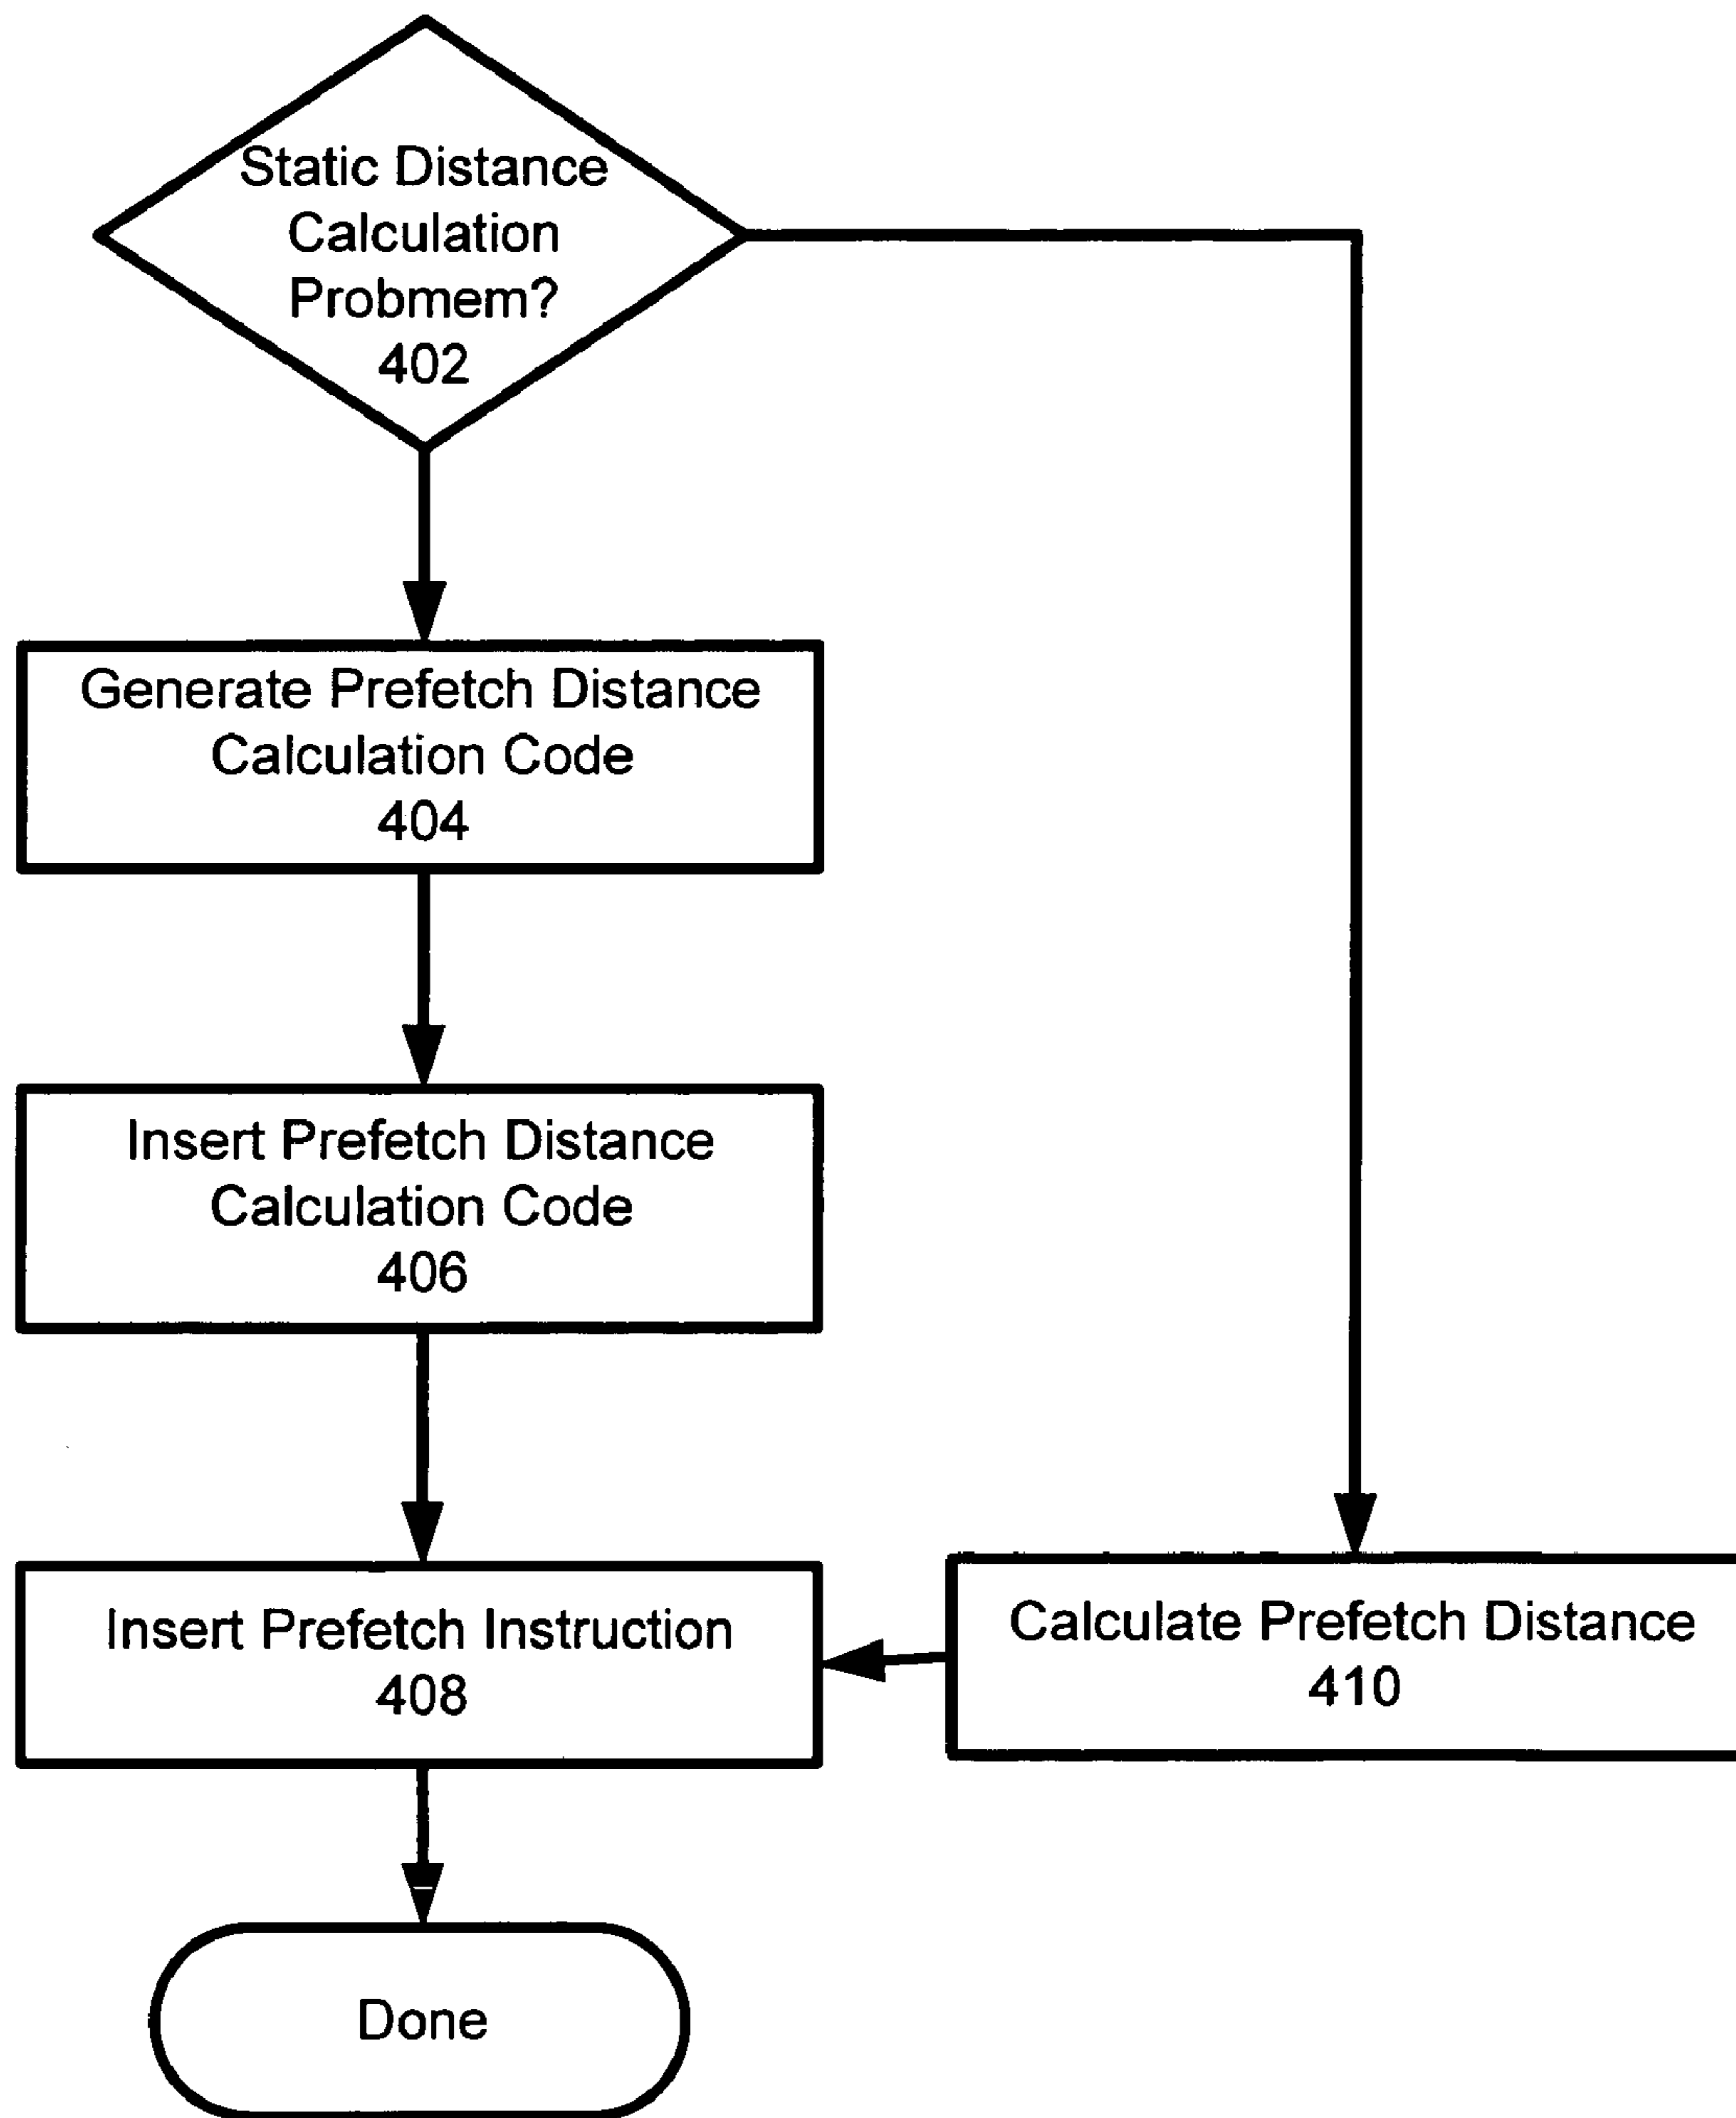 Static Distance
Calculation
Probmem?
402
Generate Prefetch Distance
Calculation Code
404
Insert Prefetch Distance
Calculation Code
406
Insert Prefetch Instruction
408
Calculate Prefetch Distance
410
Done